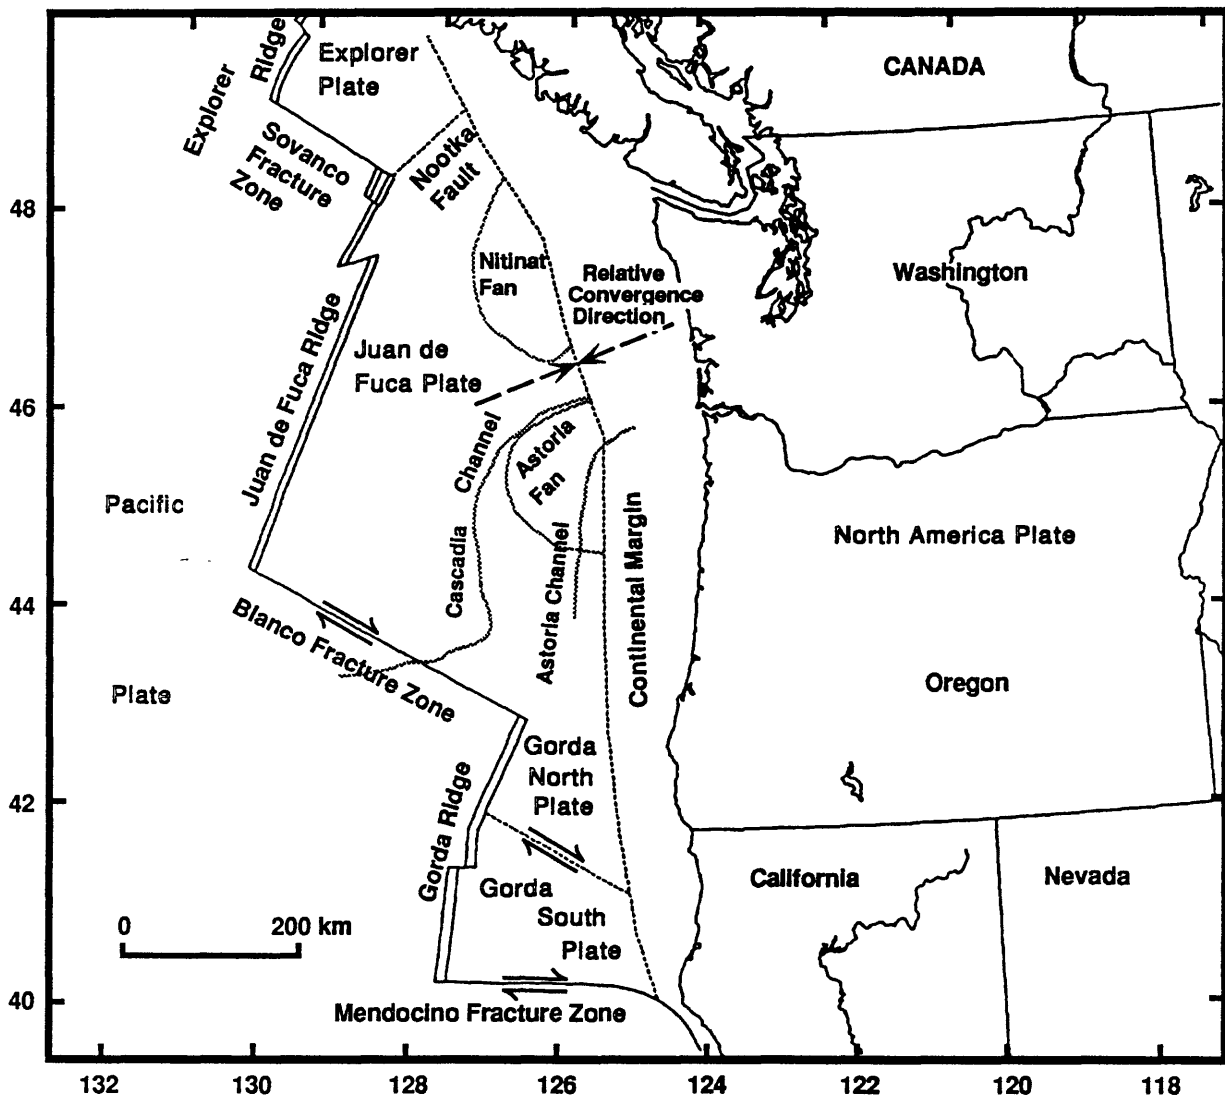 Explorer
Ridge
Explorer
Plate
CANADA
Sovanco
Fracture
Zone
Nootka
Fault
48
Nitinat
Fan
Relative
Convergence
Direction
Washington
Juan de Fuca Ridge
Juan de
Fuca Plate
46
Cascadia Channel
Astoria
Fan
Pacific
Astoria Channel
Continental Margin
North America Plate
44
Blanco Fracture Zone
Plate
Oregon
Gorda
North
Plate
42
Gorda Ridge
Gorda
South
Plate
California
Nevada
0 200 km
40
Mendocino Fracture Zone
132 130 128 126 124 122 120 118